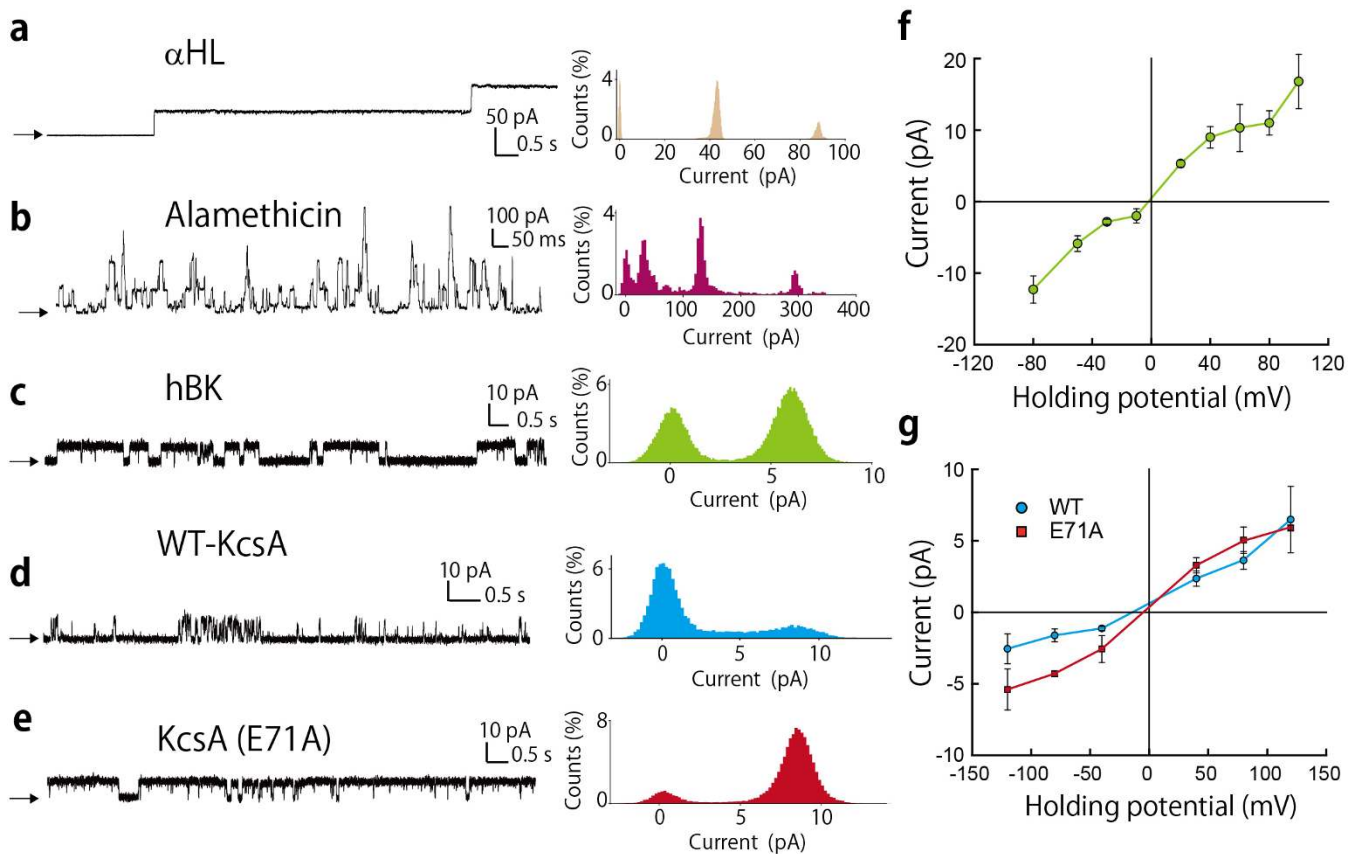 a
αHL
50 pA
0.5 s
Counts (%)
4
0
0 20 40 60 80 100
Current (pA)
b
Alamethicin
100 pA
50 ms
Counts (%)
4
2
0
0 100 200 300 400
Current (pA)
c
hBK
10 pA
0.5 s
Counts (%)
6
0
0 5 10
Current (pA)
d
WT-KcsA
10 pA
0.5 s
Counts (%)
6
0
0 5 10
Current (pA)
e
KcsA (E71A)
10 pA
0.5 s
Counts (%)
8
0
0 5 10
Current (pA)
f
Current (pA)
20
10
0
-10
-20
-120 -80 -40 0 40 80 120
Holding potential (mV)
g
WT
E71A
Current (pA)
10
5
0
-5
-10
-150 -100 -50 0 50 100 150
Holding potential (mV)